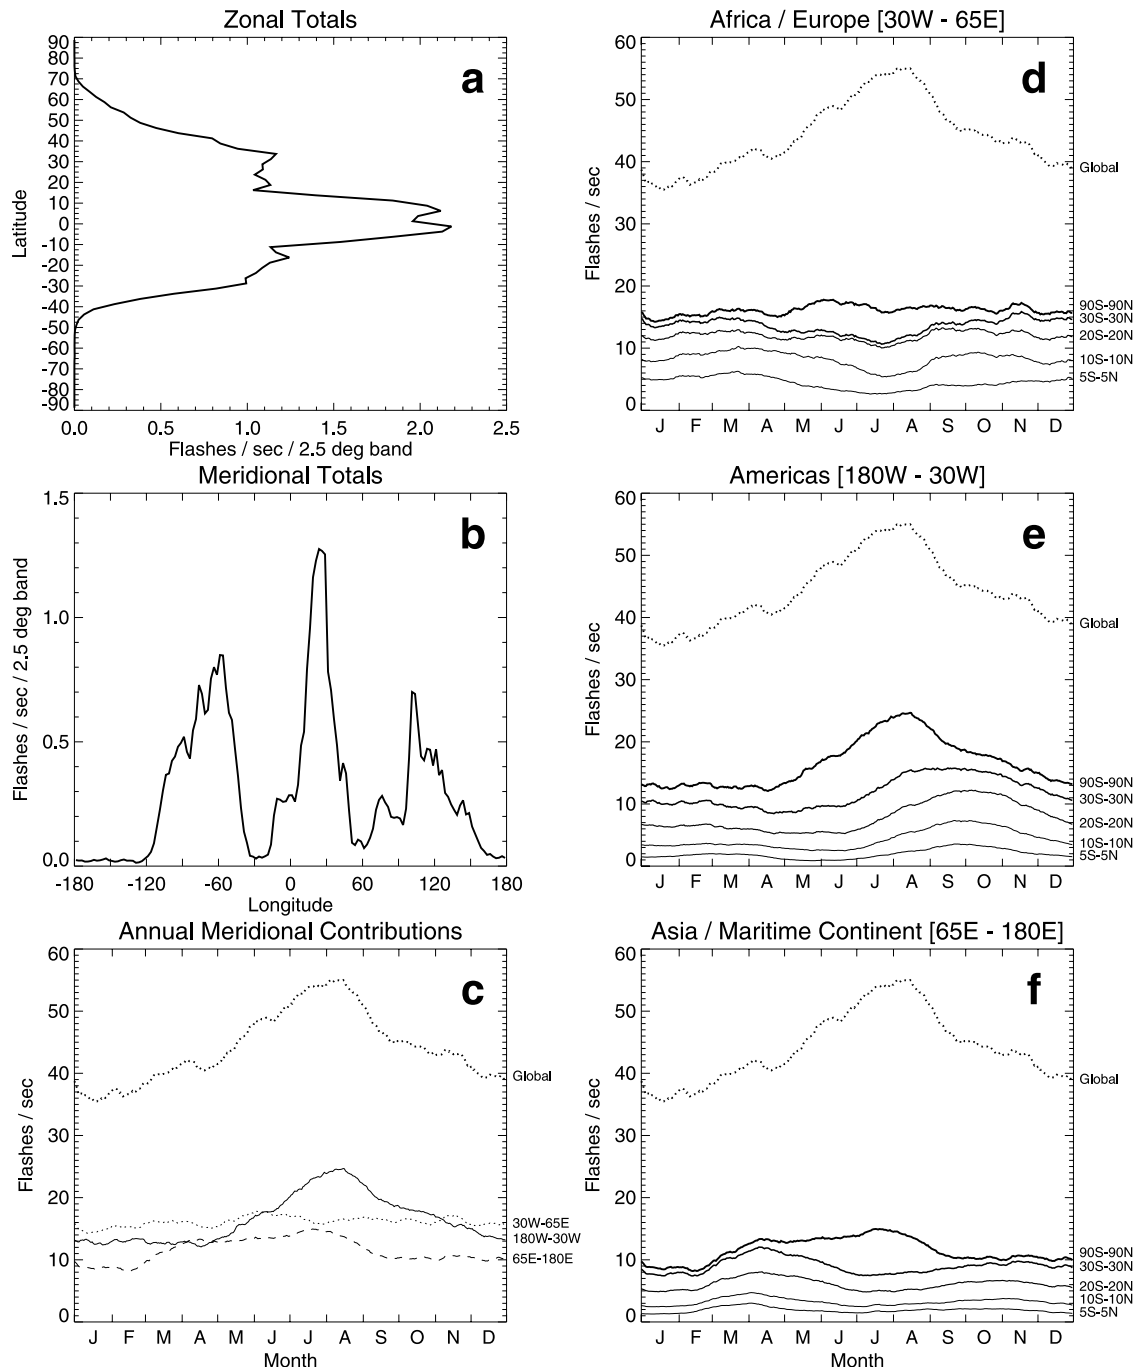 Zonal Totals
a
90
80
70
60
50
40
30
20
10
0
-10
-20
-30
-40
-50
-60
-70
-80
-90
Latitude
0.0 0.5 1.0 1.5 2.0 2.5
Flashes / sec / 2.5 deg band
Meridional Totals
b
1.5
1.0
0.5
0.0
Flashes / sec / 2.5 deg band
-180 -120 -60 0 60 120 180
Longitude
Annual Meridional Contributions
c
60
50
40
30
20
10
0
Flashes / sec
Global
30W-65E
180W-30W
65E-180E
J F M A M J J A S O N D
Month
Africa / Europe [30W - 65E]
d
60
50
40
30
20
10
0
Flashes / sec
Global
90S-90N
30S-30N
20S-20N
10S-10N
5S-5N
J F M A M J J A S O N D
Americas [180W - 30W]
e
60
50
40
30
20
10
0
Flashes / sec
Global
90S-90N
30S-30N
20S-20N
10S-10N
5S-5N
J F M A M J J A S O N D
Asia / Maritime Continent [65E - 180E]
f
60
50
40
30
20
10
0
Flashes / sec
Global
90S-90N
30S-30N
20S-20N
10S-10N
5S-5N
J F M A M J J A S O N D
Month